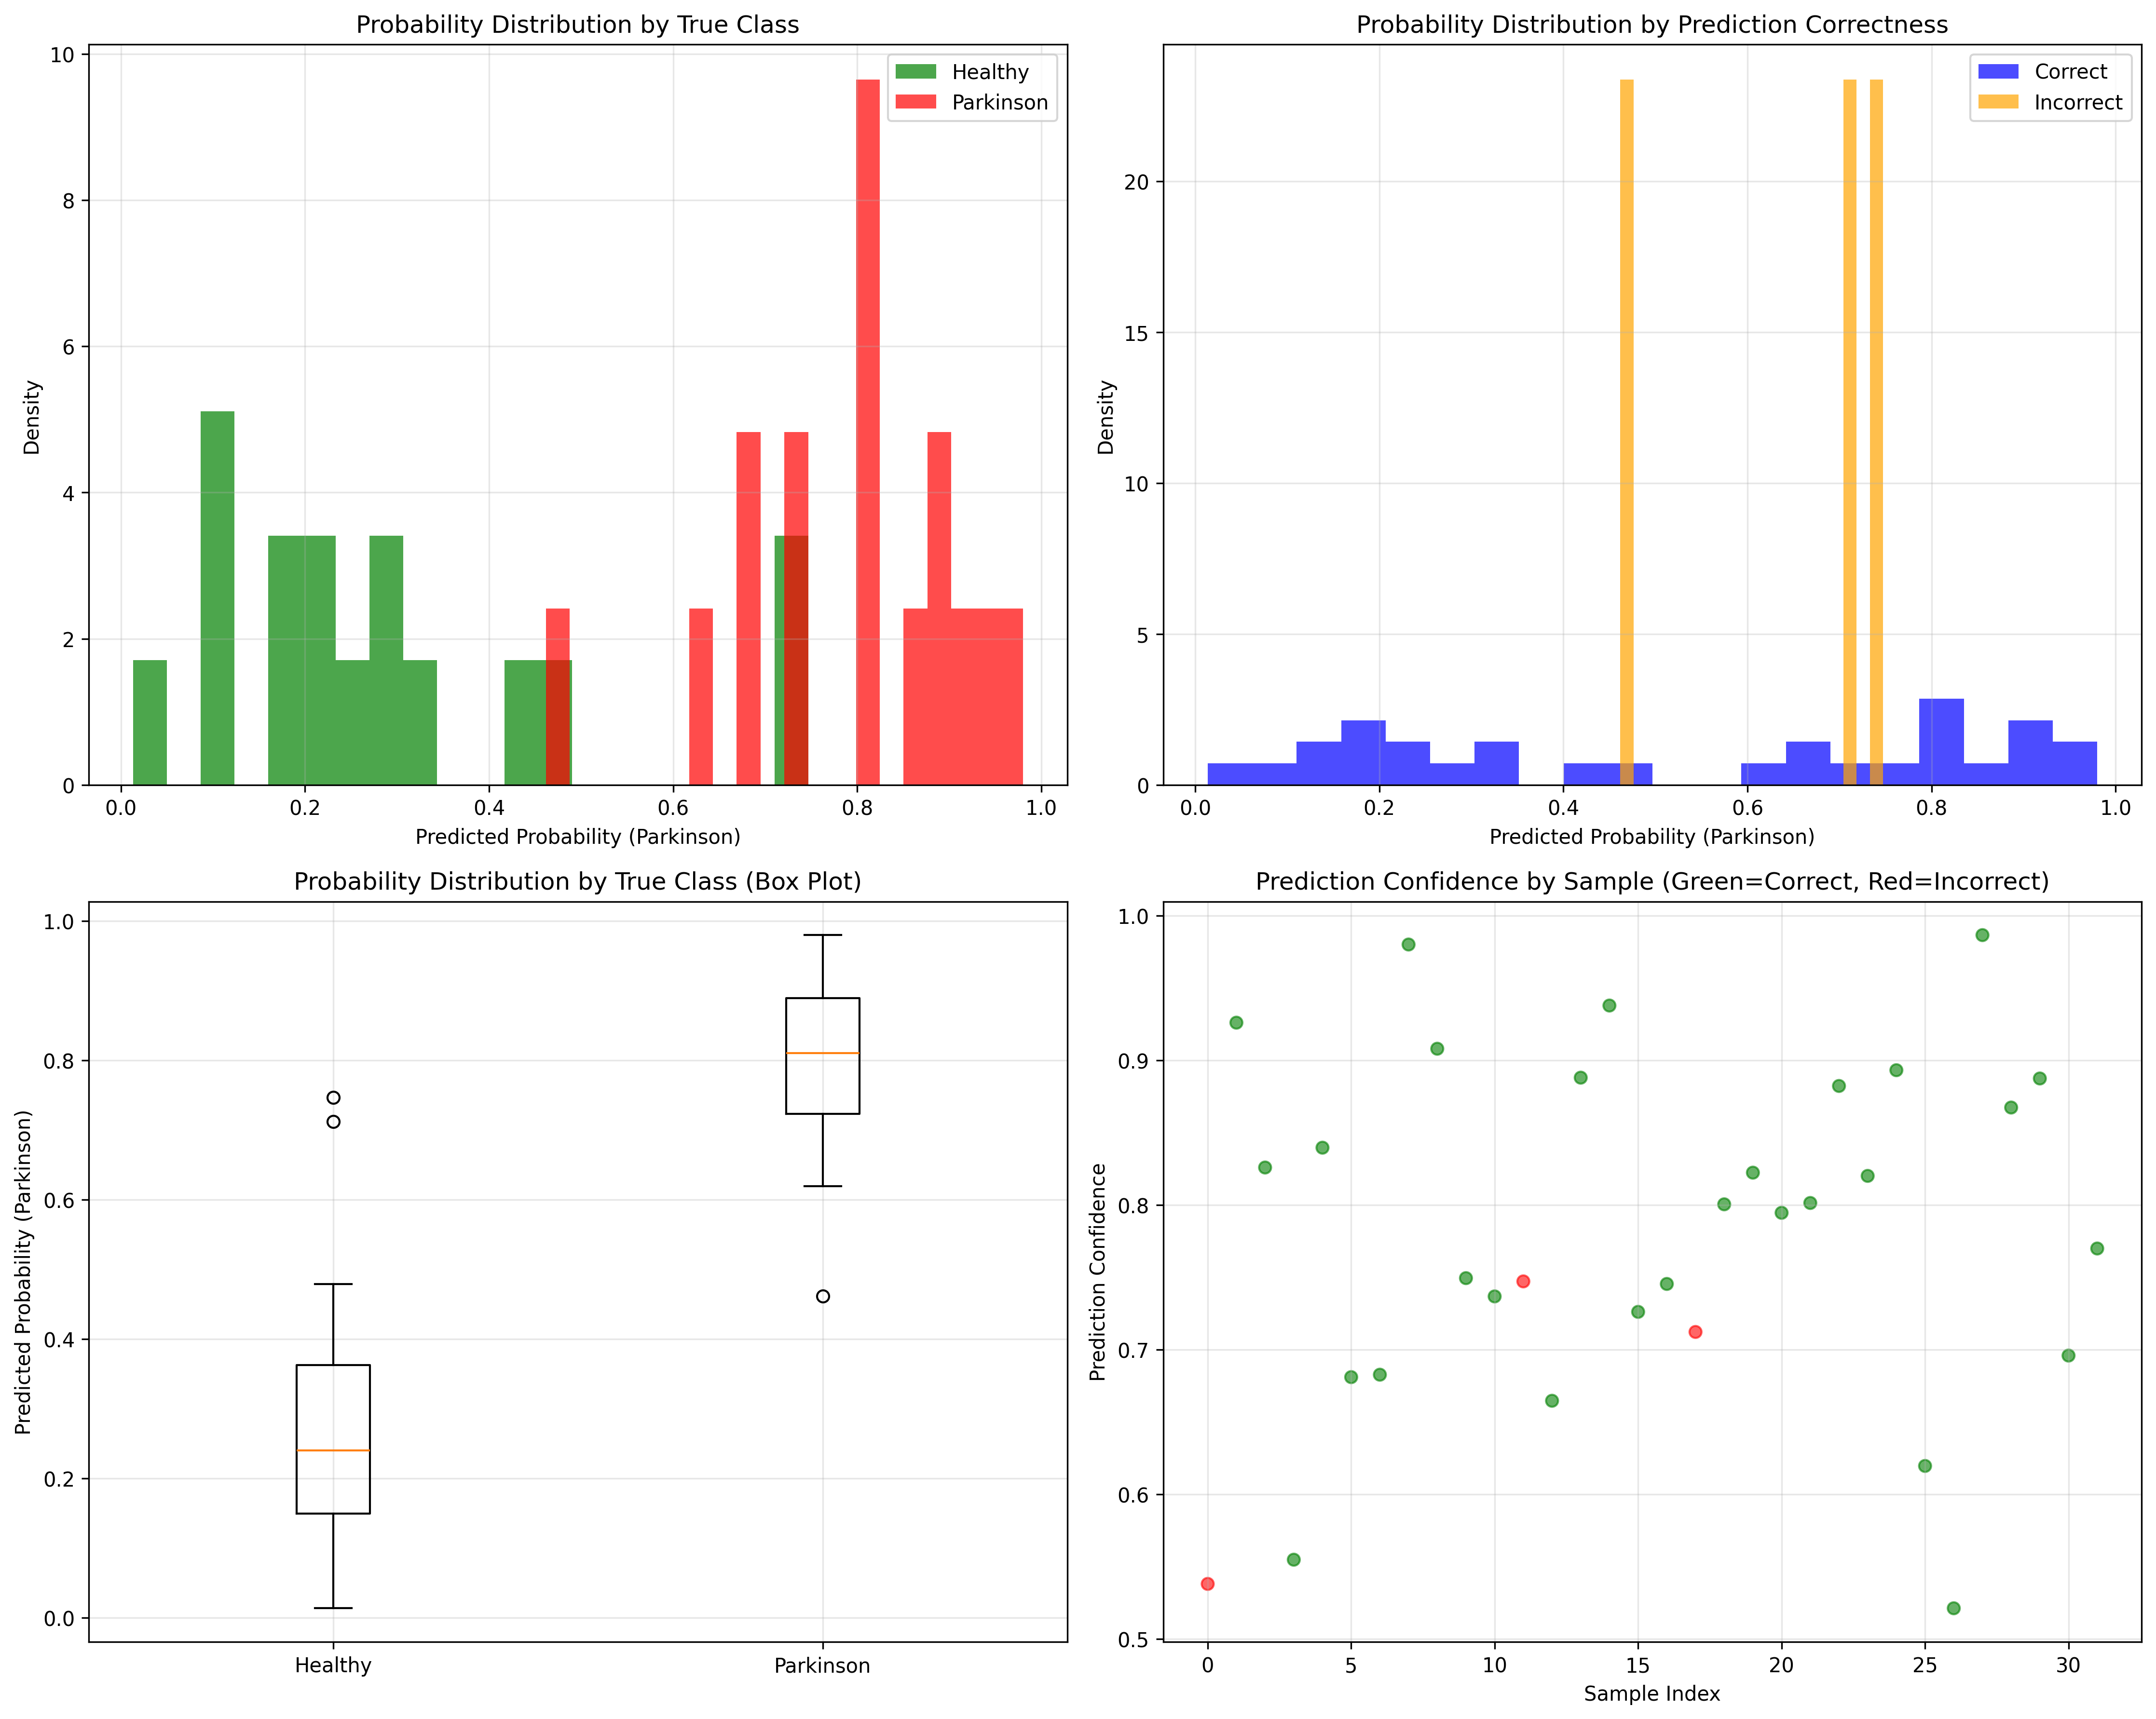 Probability Distribution by True Class
10
8
6
4
2
0
Density
0.0 0.2 0.4 0.6 0.8 1.0
Predicted Probability (Parkinson)
Healthy
Parkinson
Probability Distribution by Prediction Correctness
20
15
10
5
0
Density
0.0 0.2 0.4 0.6 0.8 1.0
Predicted Probability (Parkinson)
Correct
Incorrect
Probability Distribution by True Class (Box Plot)
1.0
0.8
0.6
0.4
0.2
0.0
Predicted Probability (Parkinson)
Healthy Parkinson
Prediction Confidence by Sample (Green=Correct, Red=Incorrect)
1.0
0.9
0.8
0.7
0.6
0.5
Prediction Confidence
0 5 10 15 20 25 30
Sample Index